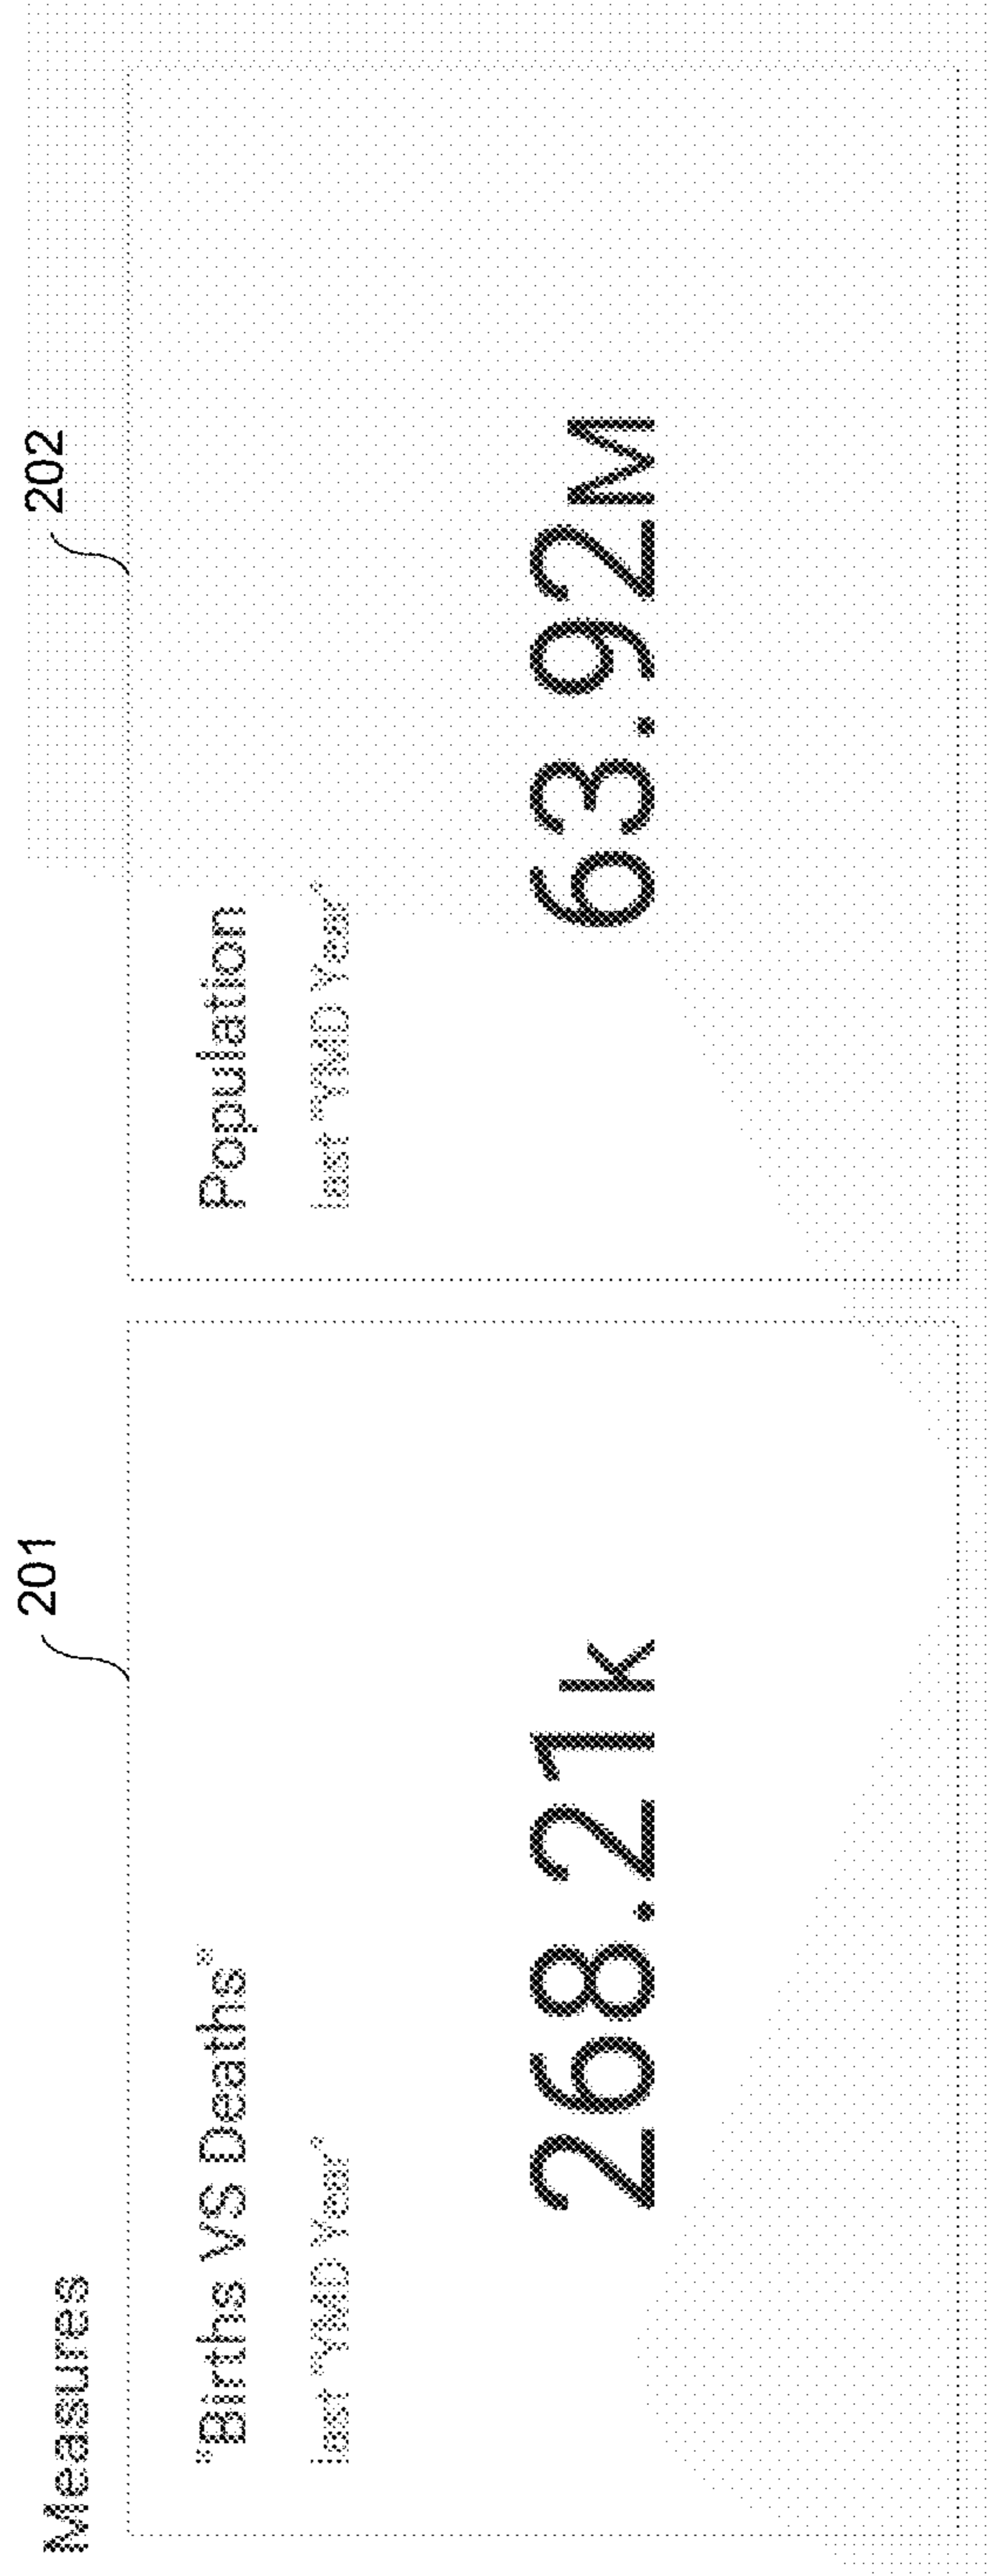 Measures
201
"Births VS Deaths"
last "YMD Year"
268.21k
202
Population
last "YMD Year"
63.92M